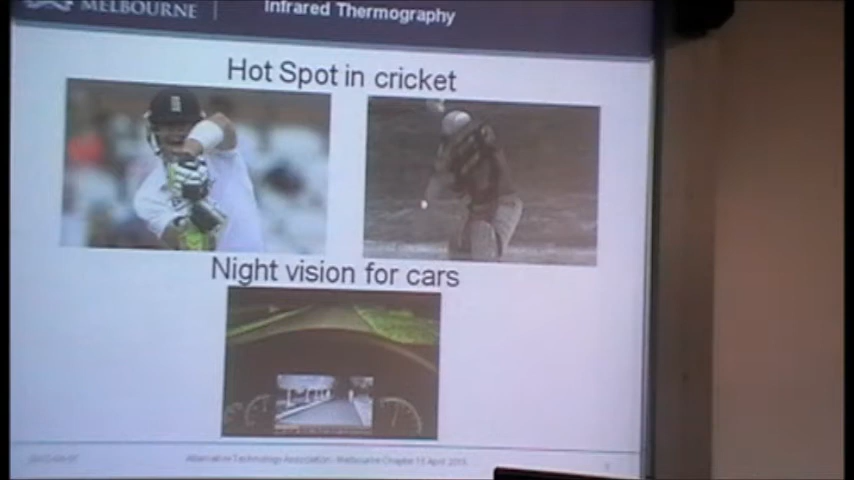 MELBOURNE
Infrared Thermography
Hot Spot in cricket
Night vision for cars
Alternative Technology Association - Melbourne Chapter